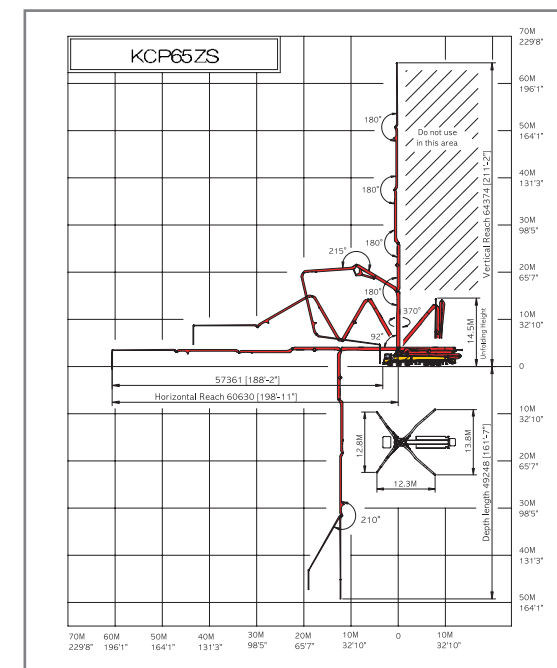 KCP65ZS
70M
229'8"
60M
196'1"
50M
164'1"
40M
131'3"
30M
98'5"
20M
65'7"
10M
32'10"
0
10M
32'10"
20M
65'7"
30M
98'5"
40M
131'3"
50M
164'1"
Do not use
in this area
Vertical Reach 64374 [211'-2"]
180°
180°
180°
215°
180°
370°
92°
14.5M
Unfolding Height
57361 [188'-2"]
Horizontal Reach 60630 [198'-11"]
12.8M
13.8M
12.3M
Depth length 49248 [161'-7"]
210°
70M 60M 50M 40M 30M 20M 10M 0 10M
229'8" 196'1" 164'1" 131'3" 98'5" 65'7" 32'10" 32'10"